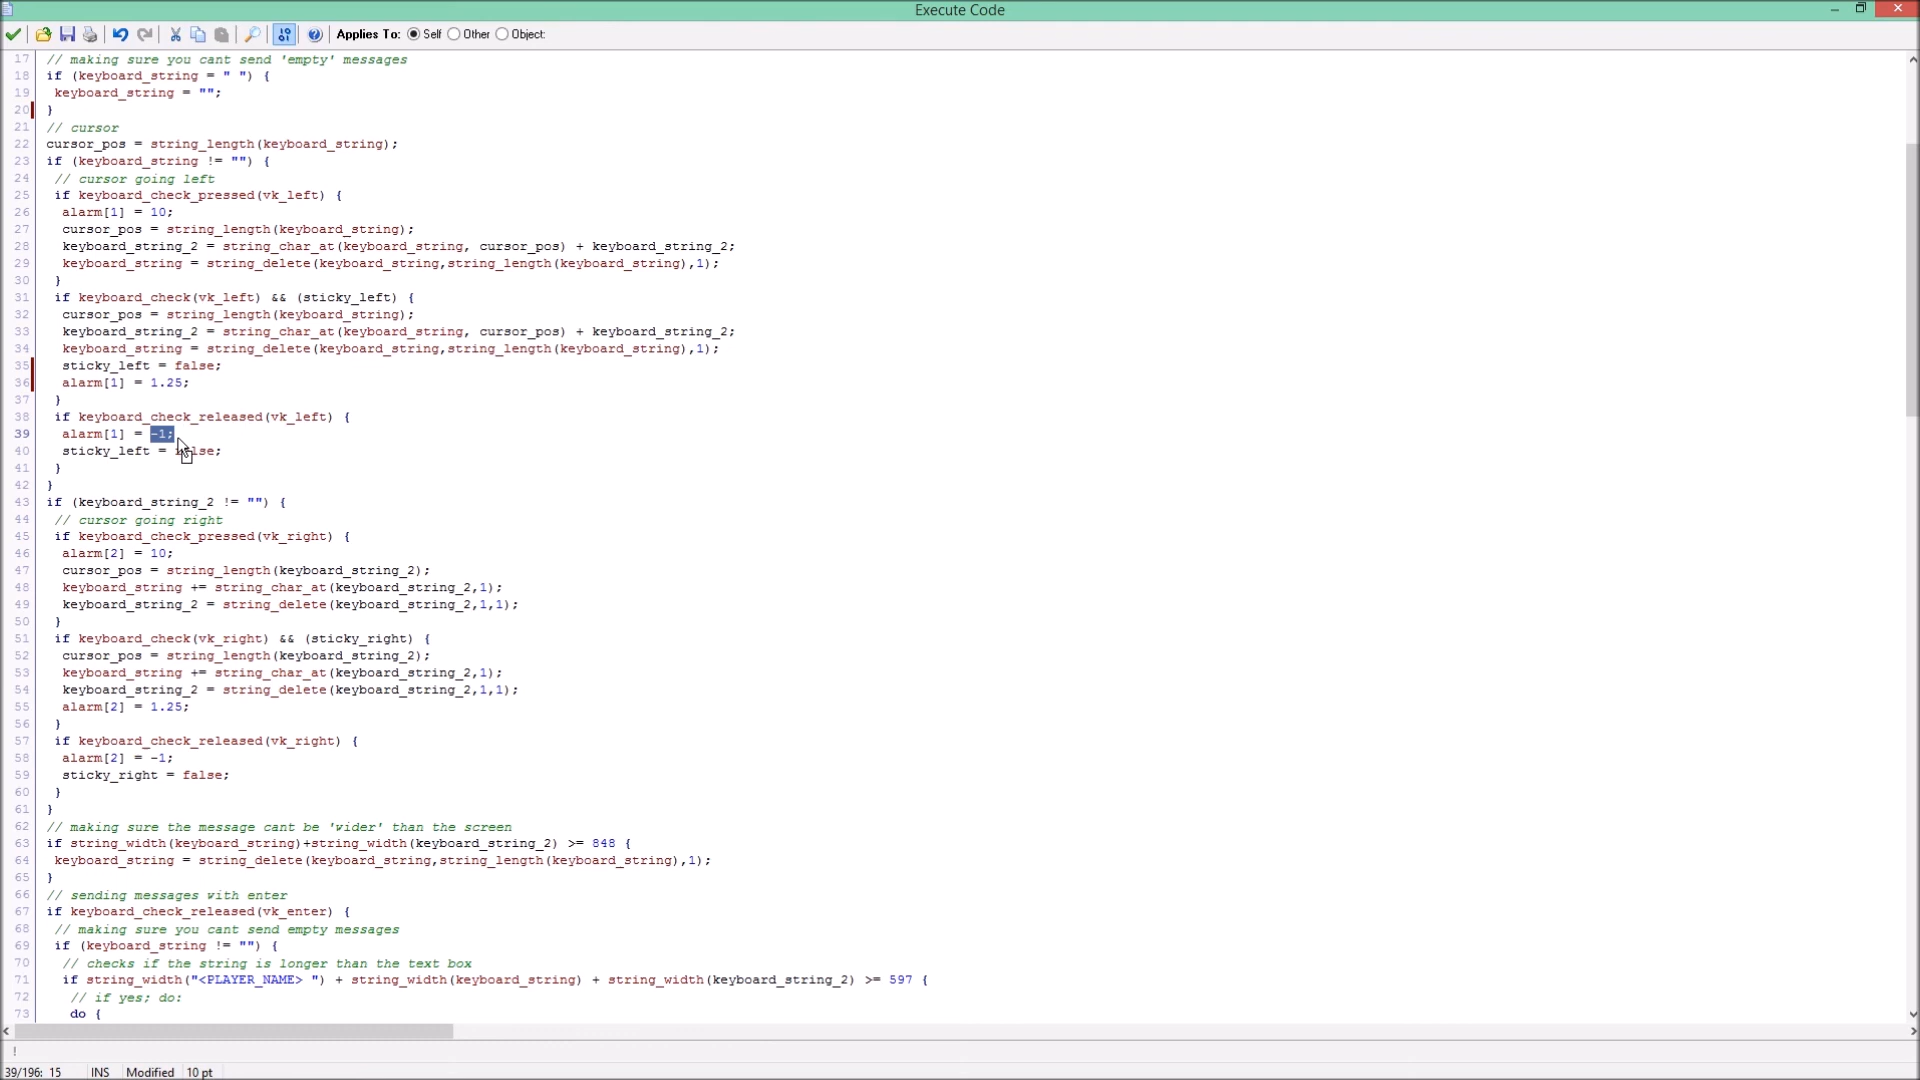 Execute Code
Applies To: Self Other Object:
17 // making sure you cant send 'empty' messages
18 if (keyboard_string = " ") {
19 keyboard_string = "";
20 }
21 // cursor
22 cursor_pos = string_length(keyboard_string);
23 if (keyboard_string != "") {
24 // cursor going left
25 if keyboard_check_pressed(vk_left) {
26 alarm[1] = 10;
27 cursor_pos = string_length(keyboard_string);
28 keyboard_string_2 = string_char_at(keyboard_string, cursor_pos) + keyboard_string_2;
29 keyboard_string = string_delete(keyboard_string,string_length(keyboard_string),1);
30 }
31 if keyboard_check(vk_left) && (sticky_left) {
32 cursor_pos = string_length(keyboard_string);
33 keyboard_string_2 = string_char_at(keyboard_string, cursor_pos) + keyboard_string_2;
34 keyboard_string = string_delete(keyboard_string,string_length(keyboard_string),1);
35 sticky_left = false;
36 alarm[1] = 1.25;
37 }
38 if keyboard_check_released(vk_left) {
39 alarm[1] = -1;
40 sticky_left = false;
41 }
42 }
43 if (keyboard_string_2 != "") {
44 // cursor going right
45 if keyboard_check_pressed(vk_right) {
46 alarm[2] = 10;
47 cursor_pos = string_length(keyboard_string_2);
48 keyboard_string += string_char_at(keyboard_string_2,1);
49 keyboard_string_2 = string_delete(keyboard_string_2,1,1);
50 }
51 if keyboard_check(vk_right) && (sticky_right) {
52 cursor_pos = string_length(keyboard_string_2);
53 keyboard_string += string_char_at(keyboard_string_2,1);
54 keyboard_string_2 = string_delete(keyboard_string_2,1,1);
55 alarm[2] = 1.25;
56 }
57 if keyboard_check_released(vk_right) {
58 alarm[2] = -1;
59 sticky_right = false;
60 }
61 }
62 // making sure the message cant be 'wider' than the screen
63 if string_width(keyboard_string)+string_width(keyboard_string_2) >= 848 {
64 keyboard_string = string_delete(keyboard_string,string_length(keyboard_string),1);
65 }
66 // sending messages with enter
67 if keyboard_check_released(vk_enter) {
68 // making sure you cant send empty messages
69 if (keyboard_string != "") {
70 // checks if the string is longer than the text box
71 if string_width("<PLAYER_NAME> ") + string_width(keyboard_string) + string_width(keyboard_string_2) >= 597 {
72 // if yes; do:
73 do {
!
39/196: 15 INS Modified 10 pt